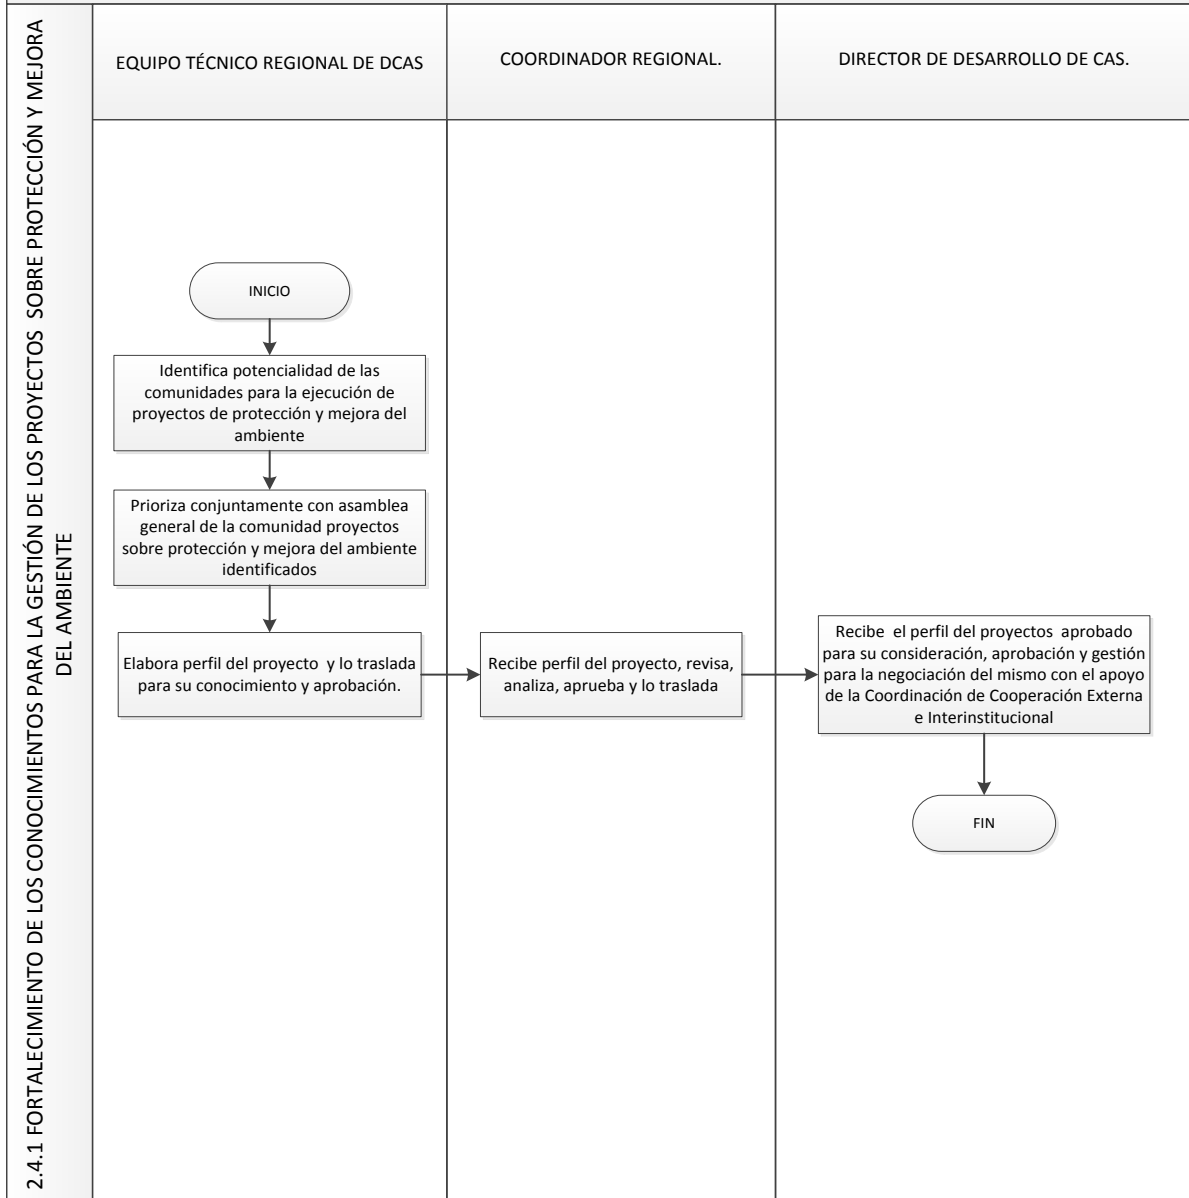 2.4.1 FORTALECIMIENTO DE LOS CONOCIMIENTOS PARA LA GESTIÓN DE LOS PROYECTOS SOBRE PROTECCIÓN Y MEJORA
DEL AMBIENTE
EQUIPO TÉCNICO REGIONAL DE DCAS
COORDINADOR REGIONAL.
DIRECTOR DE DESARROLLO DE CAS.
INICIO
Identifica potencialidad de las
comunidades para la ejecución de
proyectos de protección y mejora del
ambiente
Prioriza conjuntamente con asamblea
general de la comunidad proyectos
sobre protección y mejora del ambiente
identificados
Elabora perfil del proyecto y lo traslada
para su conocimiento y aprobación.
Recibe perfil del proyecto, revisa,
analiza, aprueba y lo traslada
Recibe el perfil del proyectos aprobado
para su consideración, aprobación y gestión
para la negociación del mismo con el apoyo
de la Coordinación de Cooperación Externa
e Interinstitucional
FIN